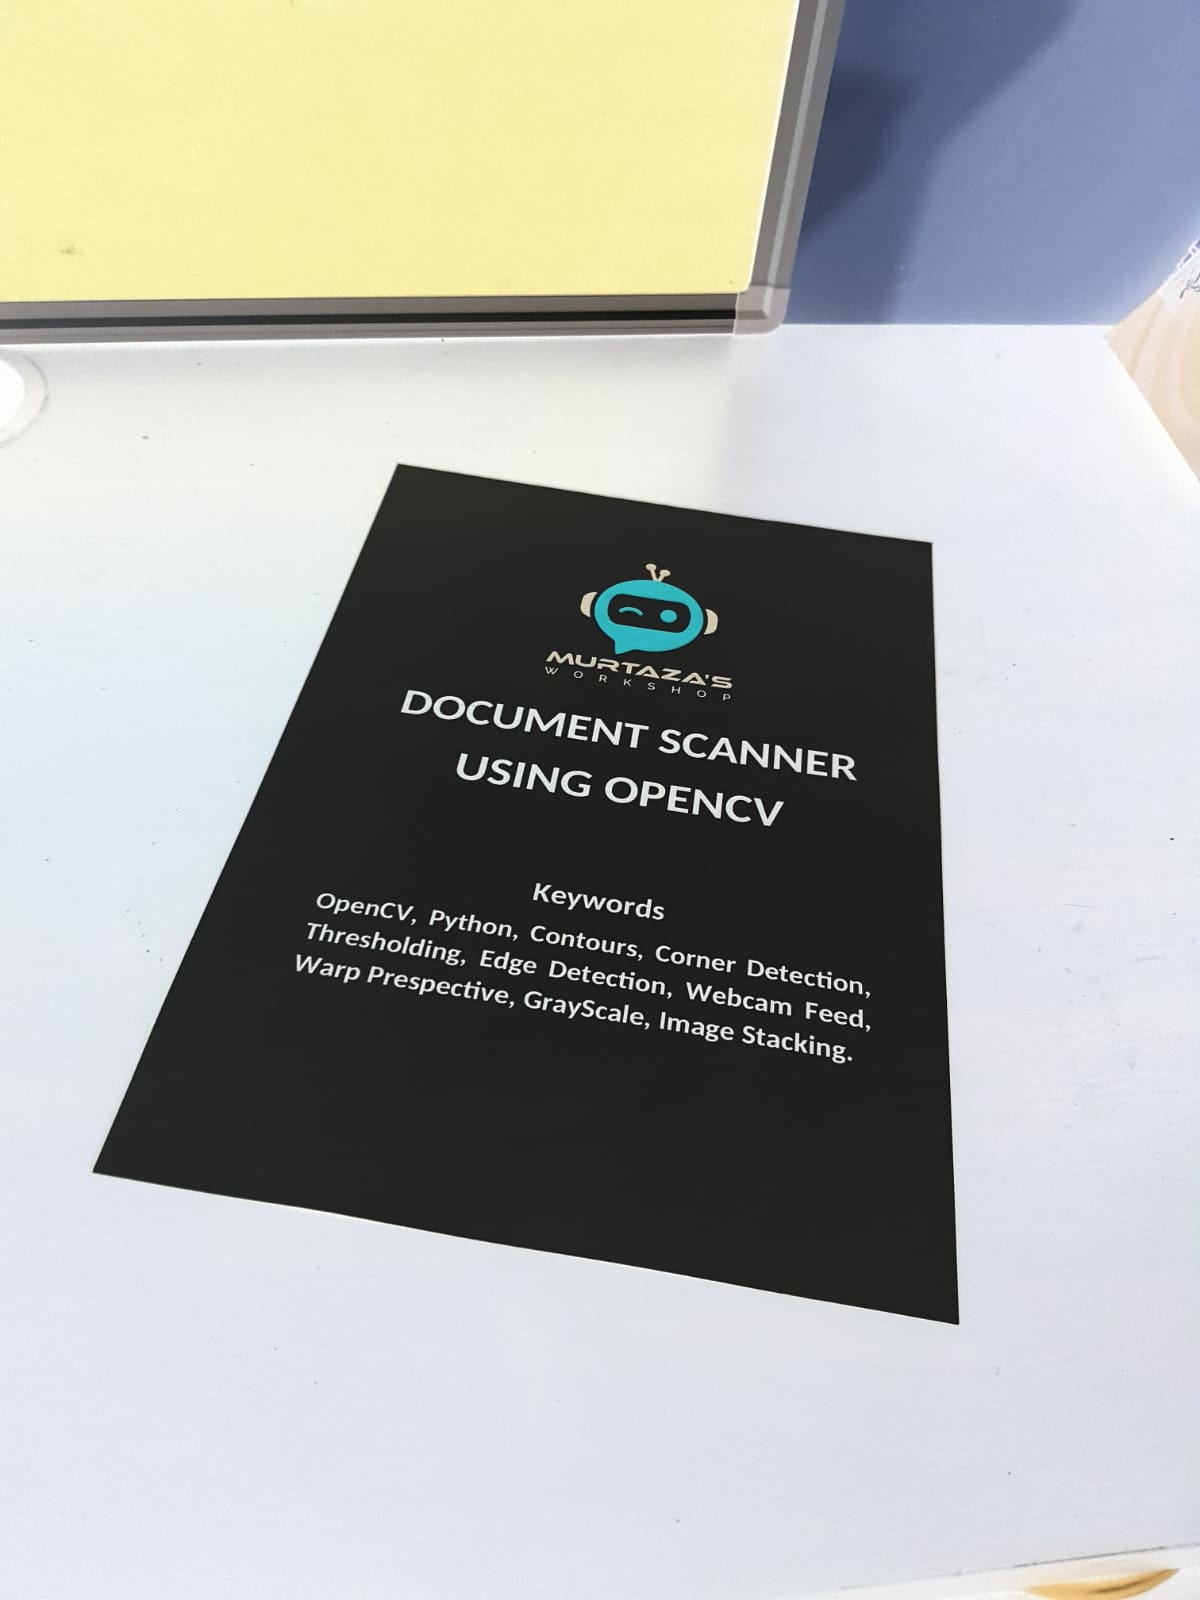 MURTAZA'S
WORKSHOP
DOCUMENT SCANNER
USING OPENCV
Keywords
OpenCV, Python, Contours, Corner Detection,
Thresholding, Edge Detection, Webcam Feed,
Warp Prespective, GrayScale, Image Stacking.